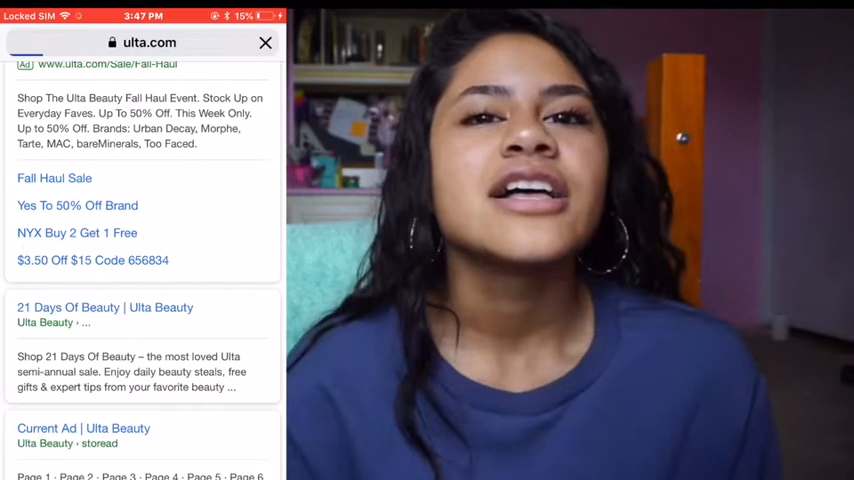 Locked SIM 3:47 PM 15%
ulta.com
Ad www.ulta.com/Sale/Fall-Haul
Shop The Ulta Beauty Fall Haul Event. Stock Up on
Everyday Faves. Up To 50% Off. This Week Only.
Up to 50% Off. Brands: Urban Decay, Morphe,
Tarte, MAC, bareMinerals, Too Faced.
Fall Haul Sale
Yes To 50% Off Brand
NYX Buy 2 Get 1 Free
$3.50 Off $15 Code 656834
21 Days Of Beauty | Ulta Beauty
Ulta Beauty › ...
Shop 21 Days Of Beauty – the most loved Ulta
semi-annual sale. Enjoy daily beauty steals, free
gifts & expert tips from your favorite beauty ...
Current Ad | Ulta Beauty
Ulta Beauty › storead
Page 1 · Page 2 · Page 3 · Page 4 · Page 5 · Page 6